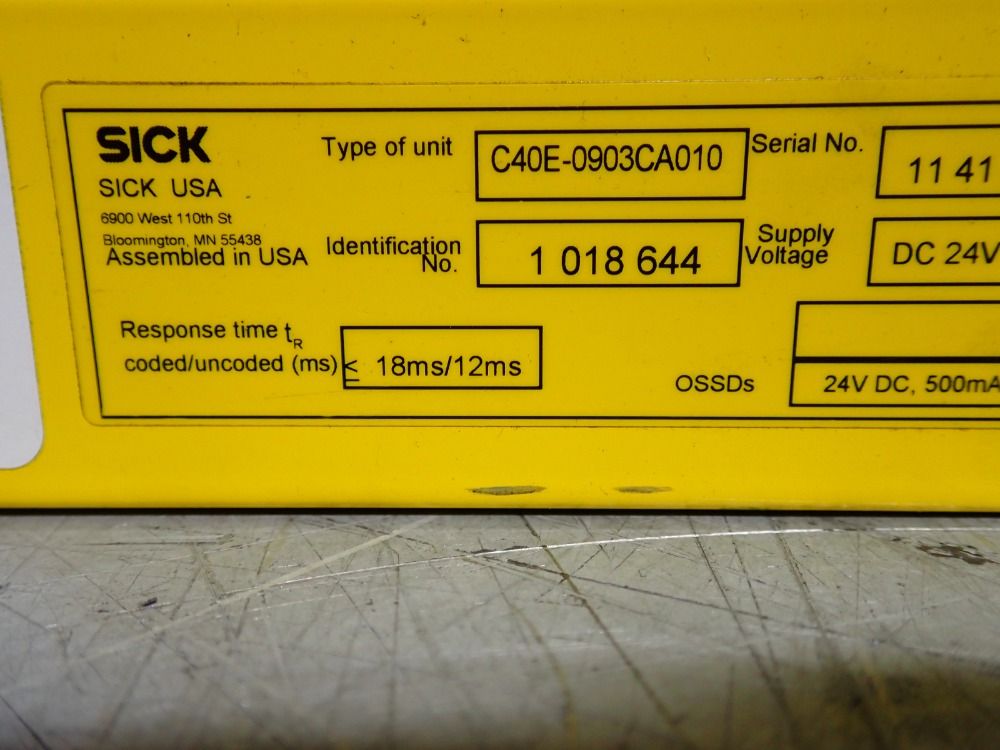 SICK
SICK USA
6900 West 110th St
Bloomington, MN 55438
Assembled in USA
Type of unit
C40E-0903CA010
Serial No.
11 41
Identification
No.
1 018 644
Supply
Voltage
DC 24V
Response time tR
coded/uncoded (ms)
≤ 18ms/12ms
OSSDs
24V DC, 500mA